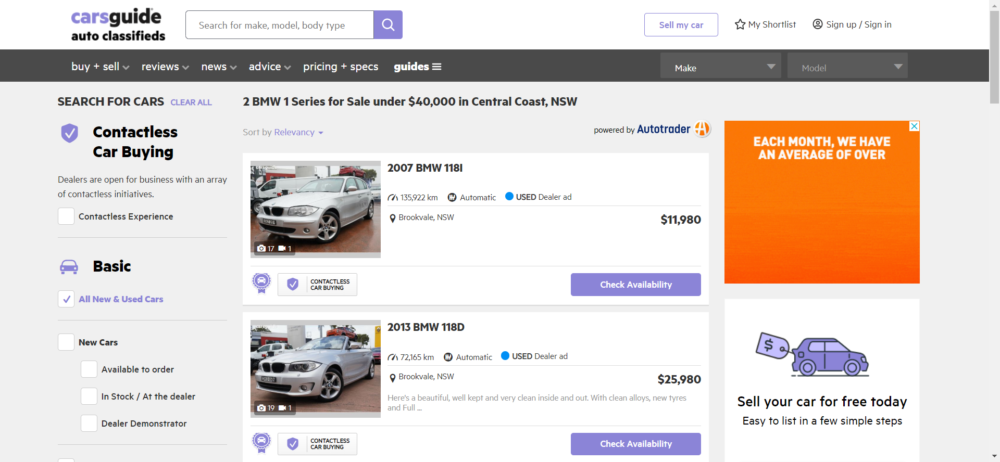 carsguide
auto classifieds
Search for make, model, body type
Sell my car
My Shortlist
Sign up / Sign in
buy + sell
reviews
news
advice
pricing + specs
guides
Make
Model
SEARCH FOR CARS CLEAR ALL
2 BMW 1 Series for Sale under $40,000 in Central Coast, NSW
Contactless
Car Buying
Dealers are open for business with an array
of contactless initiatives.
Contactless Experience
Basic
All New & Used Cars
New Cars
Available to order
In Stock / At the dealer
Dealer Demonstrator
Sort by Relevancy
powered by Autotrader
carsguide
17 1
2007 BMW 118I
135,922 km Automatic USED Dealer ad
Brookvale, NSW
$11,980
CONTACTLESS
CAR BUYING
Check Availability
carsguide
19 1
2013 BMW 118D
72,165 km Automatic USED Dealer ad
Brookvale, NSW
$25,980
Here's a beautiful, well kept and very clean inside and out. With clean alloys, new tyres
and Full ...
CONTACTLESS
CAR BUYING
Check Availability
EACH MONTH, WE HAVE
AN AVERAGE OF OVER
$
Sell your car for free today
Easy to list in a few simple steps